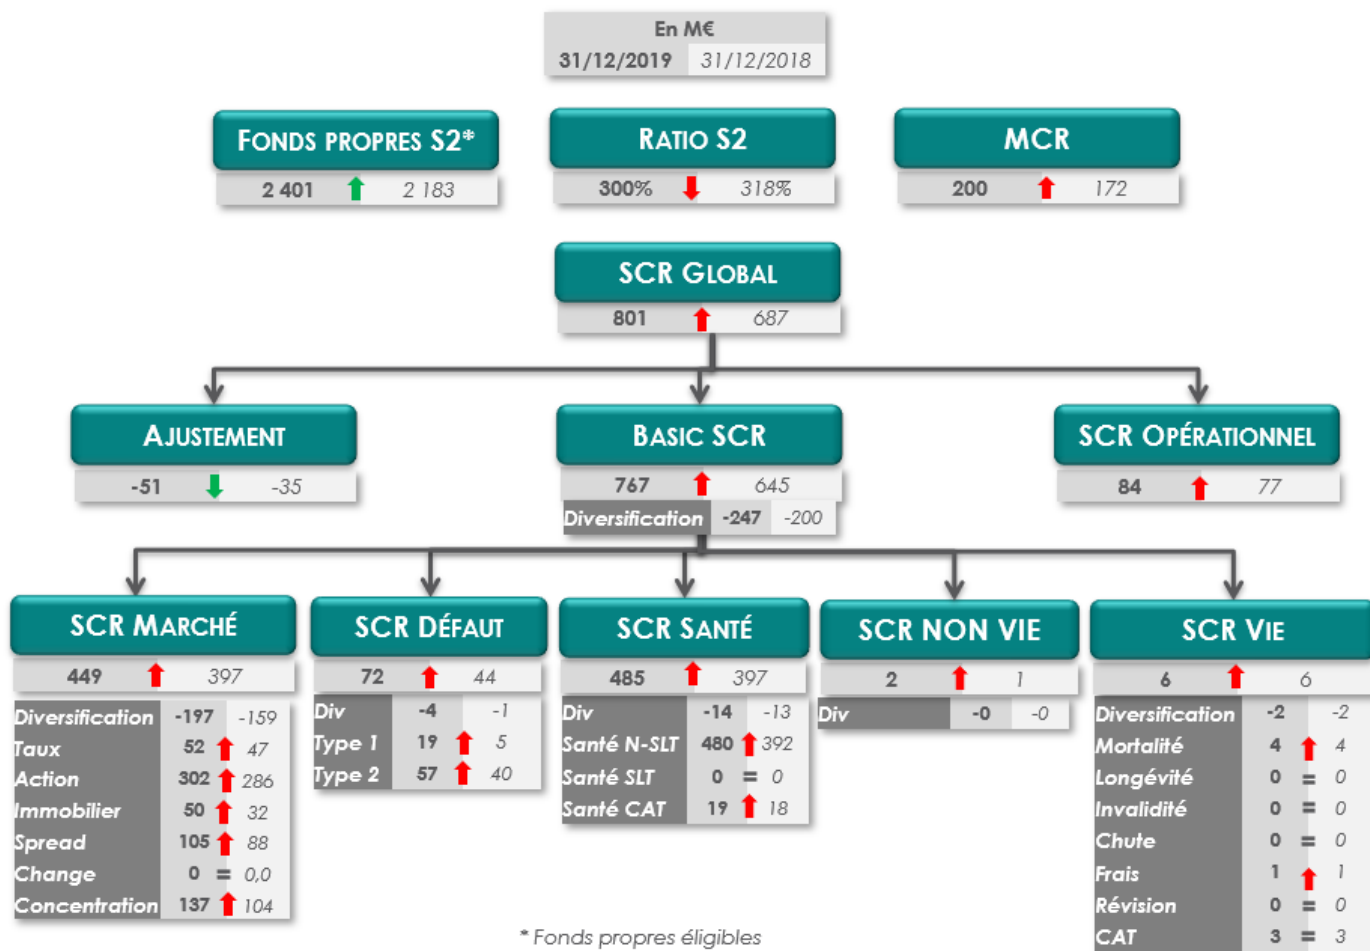 En M€
31/12/2019 31/12/2018
FONDS PROPRES S2* RATIO S2 MCR
2 401 2 183 300% 318% 200 172
SCR GLOBAL
801 687
AJUSTEMENT BASIC SCR SCR OPÉRATIONNEL
-51 -35 767 645 84 77
Diversification -247 -200
SCR MARCHÉ SCR DÉFAUT SCR SANTÉ SCR NON VIE SCR VIE
449 397 72 44 485 397 2 1 6 6
Diversification -197 -159
Taux 52 47
Action 302 286
Immobilier 50 32
Spread 105 88
Change 0 = 0,0
Concentration 137 104
Div -4 -1
Type 1 19 5
Type 2 57 40
Div -14 -13
Santé N-SLT 480 392
Santé SLT 0 = 0
Santé CAT 19 18
Div -0 -0
Diversification -2 -2
Mortalité 4 4
Longévité 0 = 0
Invalidité 0 = 0
Chute 0 = 0
Frais 1 1
Révision 0 = 0
CAT 3 = 3
* Fonds propres éligibles